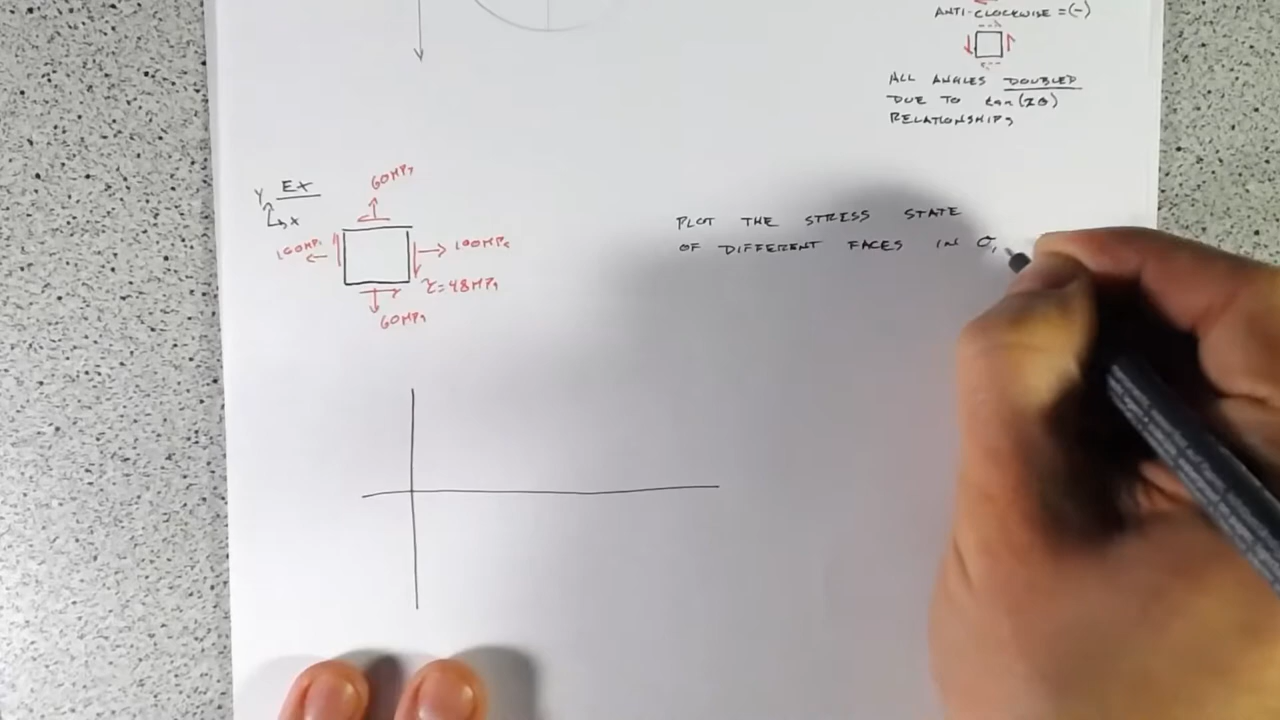 ANTI-CLOCKWISE = (-)
ALL ANGLES DOUBLED
DUE TO tan(2θ)
RELATIONSHIPS
Y EX
X
60MPa
100MPa
100MPa
τ=48MPa
60MPa
PLOT THE STRESS STATE
OF DIFFERENT FACES IN σ,